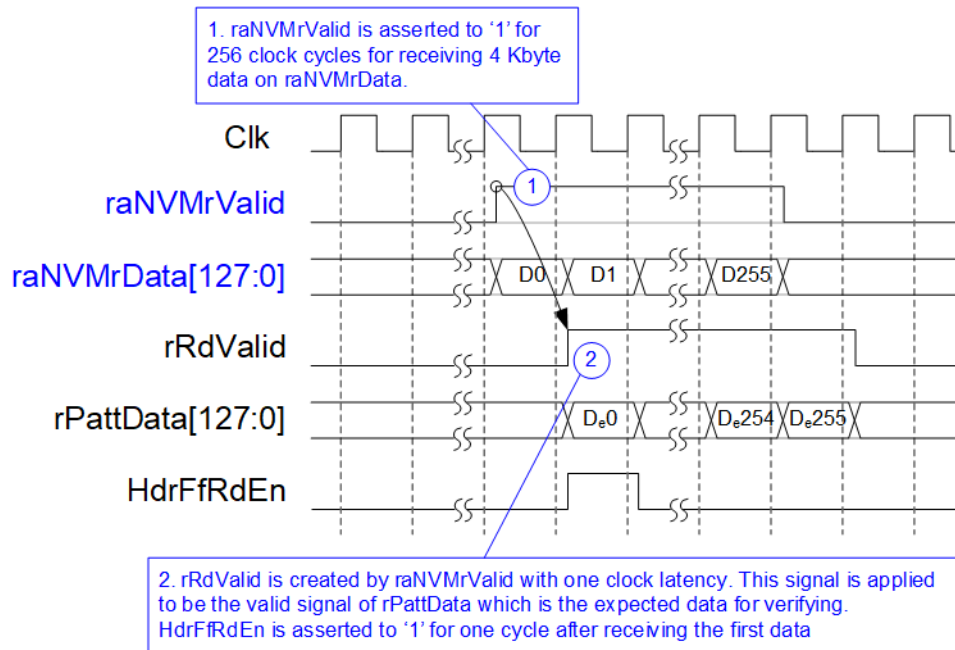 1. raNVMrValid is asserted to ‘1’ for
256 clock cycles for receiving 4 Kbyte
data on raNVMrData.
Clk
raNVMrValid
1
raNVMrData[127:0]
D0 D1 D255
rRdValid
2
rPattData[127:0]
Dₑ0 Dₑ254 Dₑ255
HdrFfRdEn
2. rRdValid is created by raNVMrValid with one clock latency. This signal is applied
to be the valid signal of rPattData which is the expected data for verifying.
HdrFfRdEn is asserted to ‘1’ for one cycle after receiving the first data